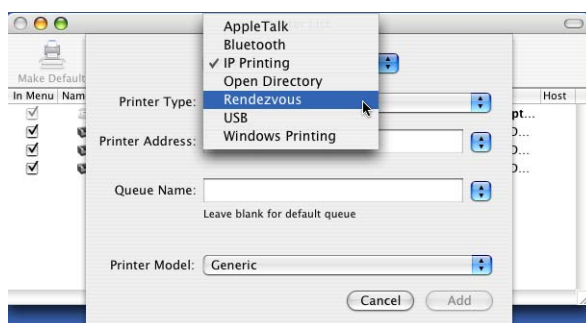 AppleTalk
Bluetooth
✓ IP Printing
Open Directory
Rendezvous
USB
Windows Printing
Make Default
In Menu Nam Host
Printer Type:
Printer Address:
Queue Name:
Leave blank for default queue
Printer Model: Generic
Cancel Add